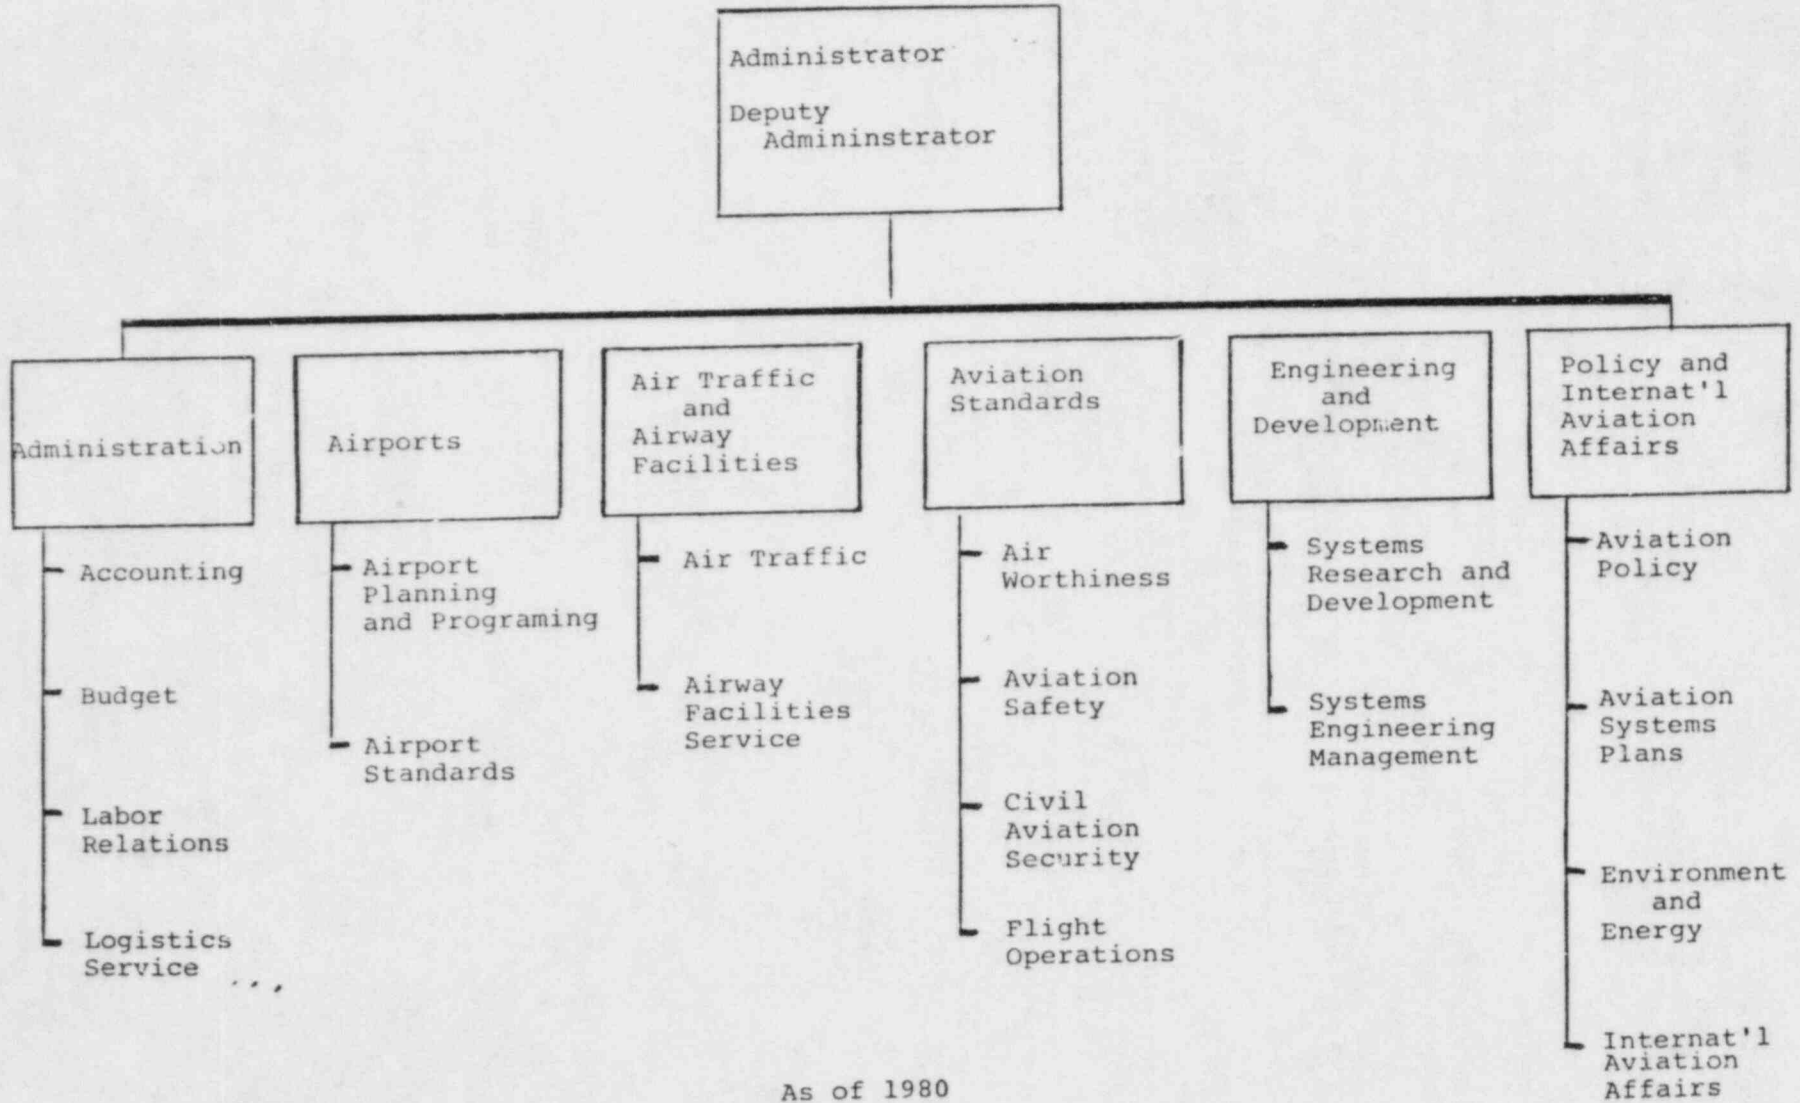 Administrator
Deputy
Admininstrator
Administration
Airports
Air Traffic
and
Airway
Facilities
Aviation
Standards
Engineering
and
Development
Policy and
Internat'l
Aviation
Affairs
Accounting
Budget
Labor
Relations
Logistics
Service
Airport
Planning
and Programing
Airport
Standards
Air Traffic
Airway
Facilities
Service
Air
Worthiness
Aviation
Safety
Civil
Aviation
Security
Flight
Operations
Systems
Research and
Development
Systems
Engineering
Management
Aviation
Policy
Aviation
Systems
Plans
Environment
and
Energy
Internat'l
Aviation
Affairs
As of 1980